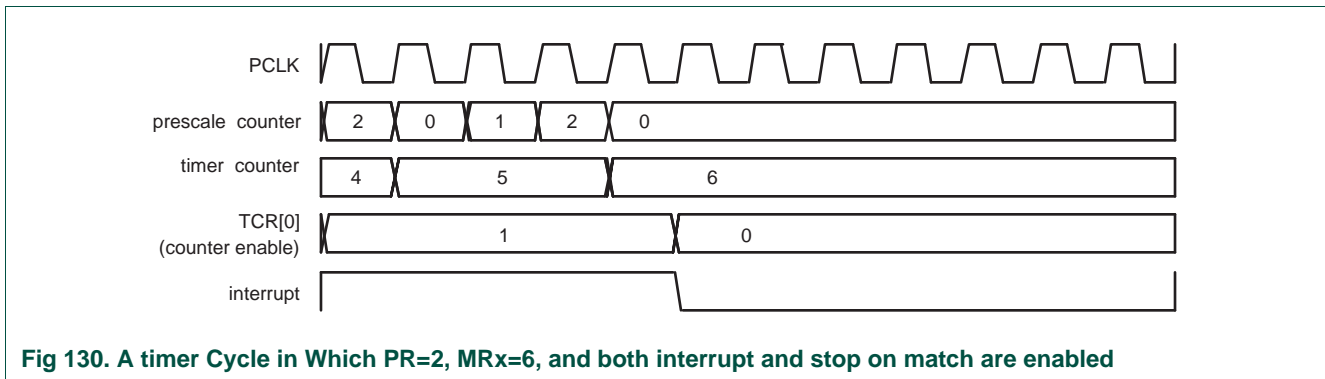 PCLK
prescale counter 2 0 1 2 0
timer counter 4 5 6
TCR[0]
(counter enable) 1 0
interrupt
Fig 130. A timer Cycle in Which PR=2, MRx=6, and both interrupt and stop on match are enabled